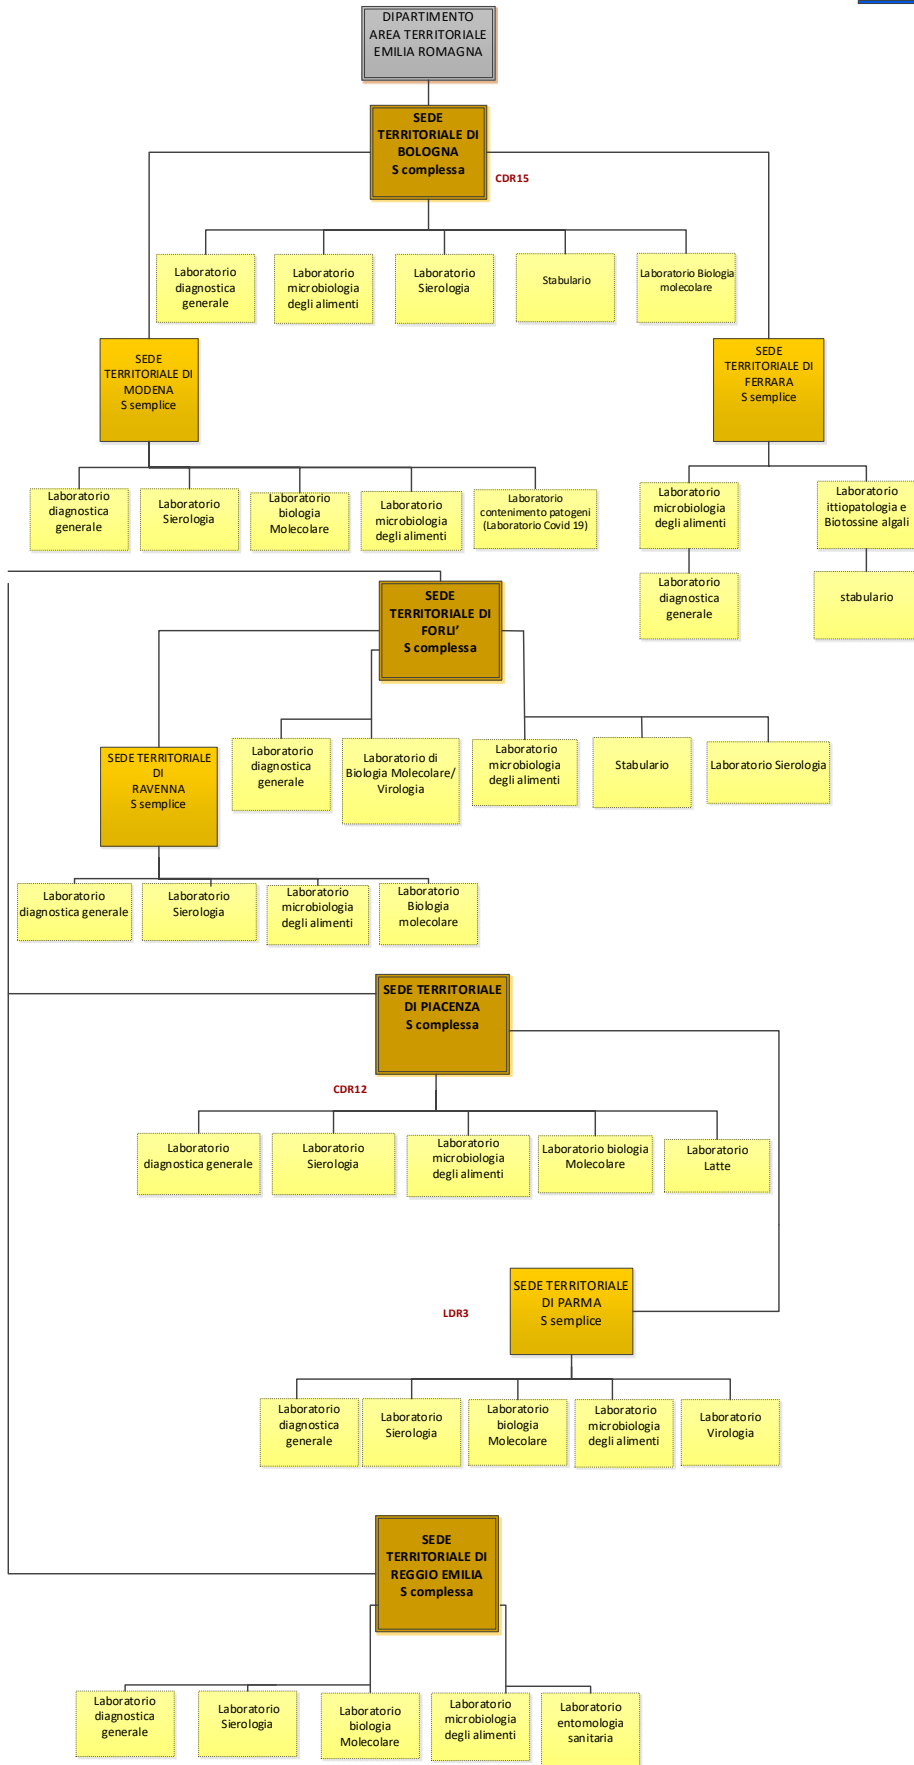 DIPARTIMENTO
AREA TERRITORIALE
EMILIA ROMAGNA
SEDE
TERRITORIALE DI
BOLOGNA
S complessa
CDR15
Laboratorio
diagnostica
generale
Laboratorio
microbiologia
degli alimenti
Laboratorio
Sierologia
Stabulario
Laboratorio Biologia
molecolare
SEDE
TERRITORIALE DI
MODENA
S semplice
SEDE
TERRITORIALE DI
FERRARA
S semplice
Laboratorio
diagnostica
generale
Laboratorio
Sierologia
Laboratorio
biologia
Molecolare
Laboratorio
microbiologia
degli alimenti
Laboratorio
contenimento patogeni
(Laboratorio Covid 19)
Laboratorio
microbiologia
degli alimenti
Laboratorio
ittiopatologia e
Biotossine algali
Laboratorio
diagnostica
generale
stabulario
SEDE
TERRITORIALE DI
FORLI’
S complessa
SEDE TERRITORIALE
DI
RAVENNA
S semplice
Laboratorio
diagnostica
generale
Laboratorio di
Biologia Molecolare/
Virologia
Laboratorio
microbiologia
degli alimenti
Stabulario
Laboratorio Sierologia
Laboratorio
diagnostica generale
Laboratorio
Sierologia
Laboratorio
microbiologia
degli alimenti
Laboratorio
Biologia
molecolare
SEDE TERRITORIALE
DI PIACENZA
S complessa
CDR12
Laboratorio
diagnostica generale
Laboratorio
Sierologia
Laboratorio
microbiologia
degli alimenti
Laboratorio biologia
Molecolare
Laboratorio
Latte
SEDE TERRITORIALE
DI PARMA
S semplice
LDR3
Laboratorio
diagnostica
generale
Laboratorio
Sierologia
Laboratorio
biologia
Molecolare
Laboratorio
microbiologia
degli alimenti
Laboratorio
Virologia
SEDE
TERRITORIALE DI
REGGIO EMILIA
S complessa
Laboratorio
diagnostica
generale
Laboratorio
Sierologia
Laboratorio
biologia
Molecolare
Laboratorio
microbiologia
degli alimenti
Laboratorio
entomologia
sanitaria